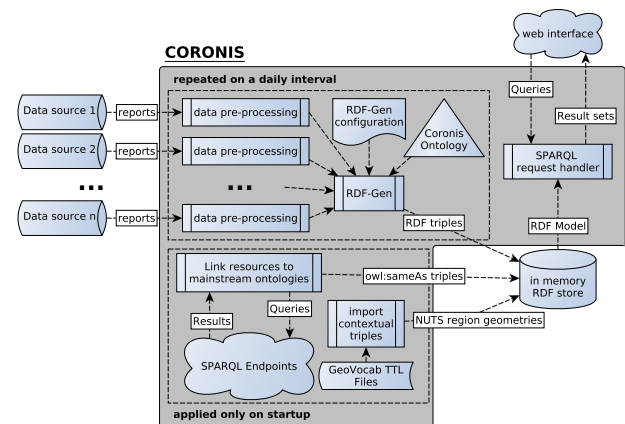 web interface
CORONIS
repeated on a daily interval
Queries
Result sets
Data source 1
reports
data pre-processing
RDF-Gen
configuration
Coronis
Ontology
Data source 2
data pre-processing
SPARQL
request handler
...
...
RDF-Gen
Data source n
reports
data pre-processing
RDF triples
RDF Model
Link resources to
mainstream ontologies
owl:sameAs triples
in memory
RDF store
Results
Queries
import
contextual
triples
NUTS region geometries
SPARQL Endpoints
GeoVocab TTL
Files
applied only on startup
reports